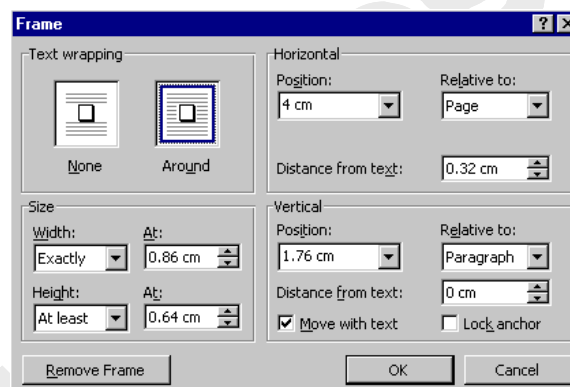 Frame
Text wrapping
None Around
Horizontal
Position: Relative to:
4 cm Page
Distance from text: 0.32 cm
Size
Width: At:
Exactly 0.86 cm
Height: At:
At least 0.64 cm
Vertical
Position: Relative to:
1.76 cm Paragraph
Distance from text: 0 cm
Move with text Lock anchor
Remove Frame OK Cancel